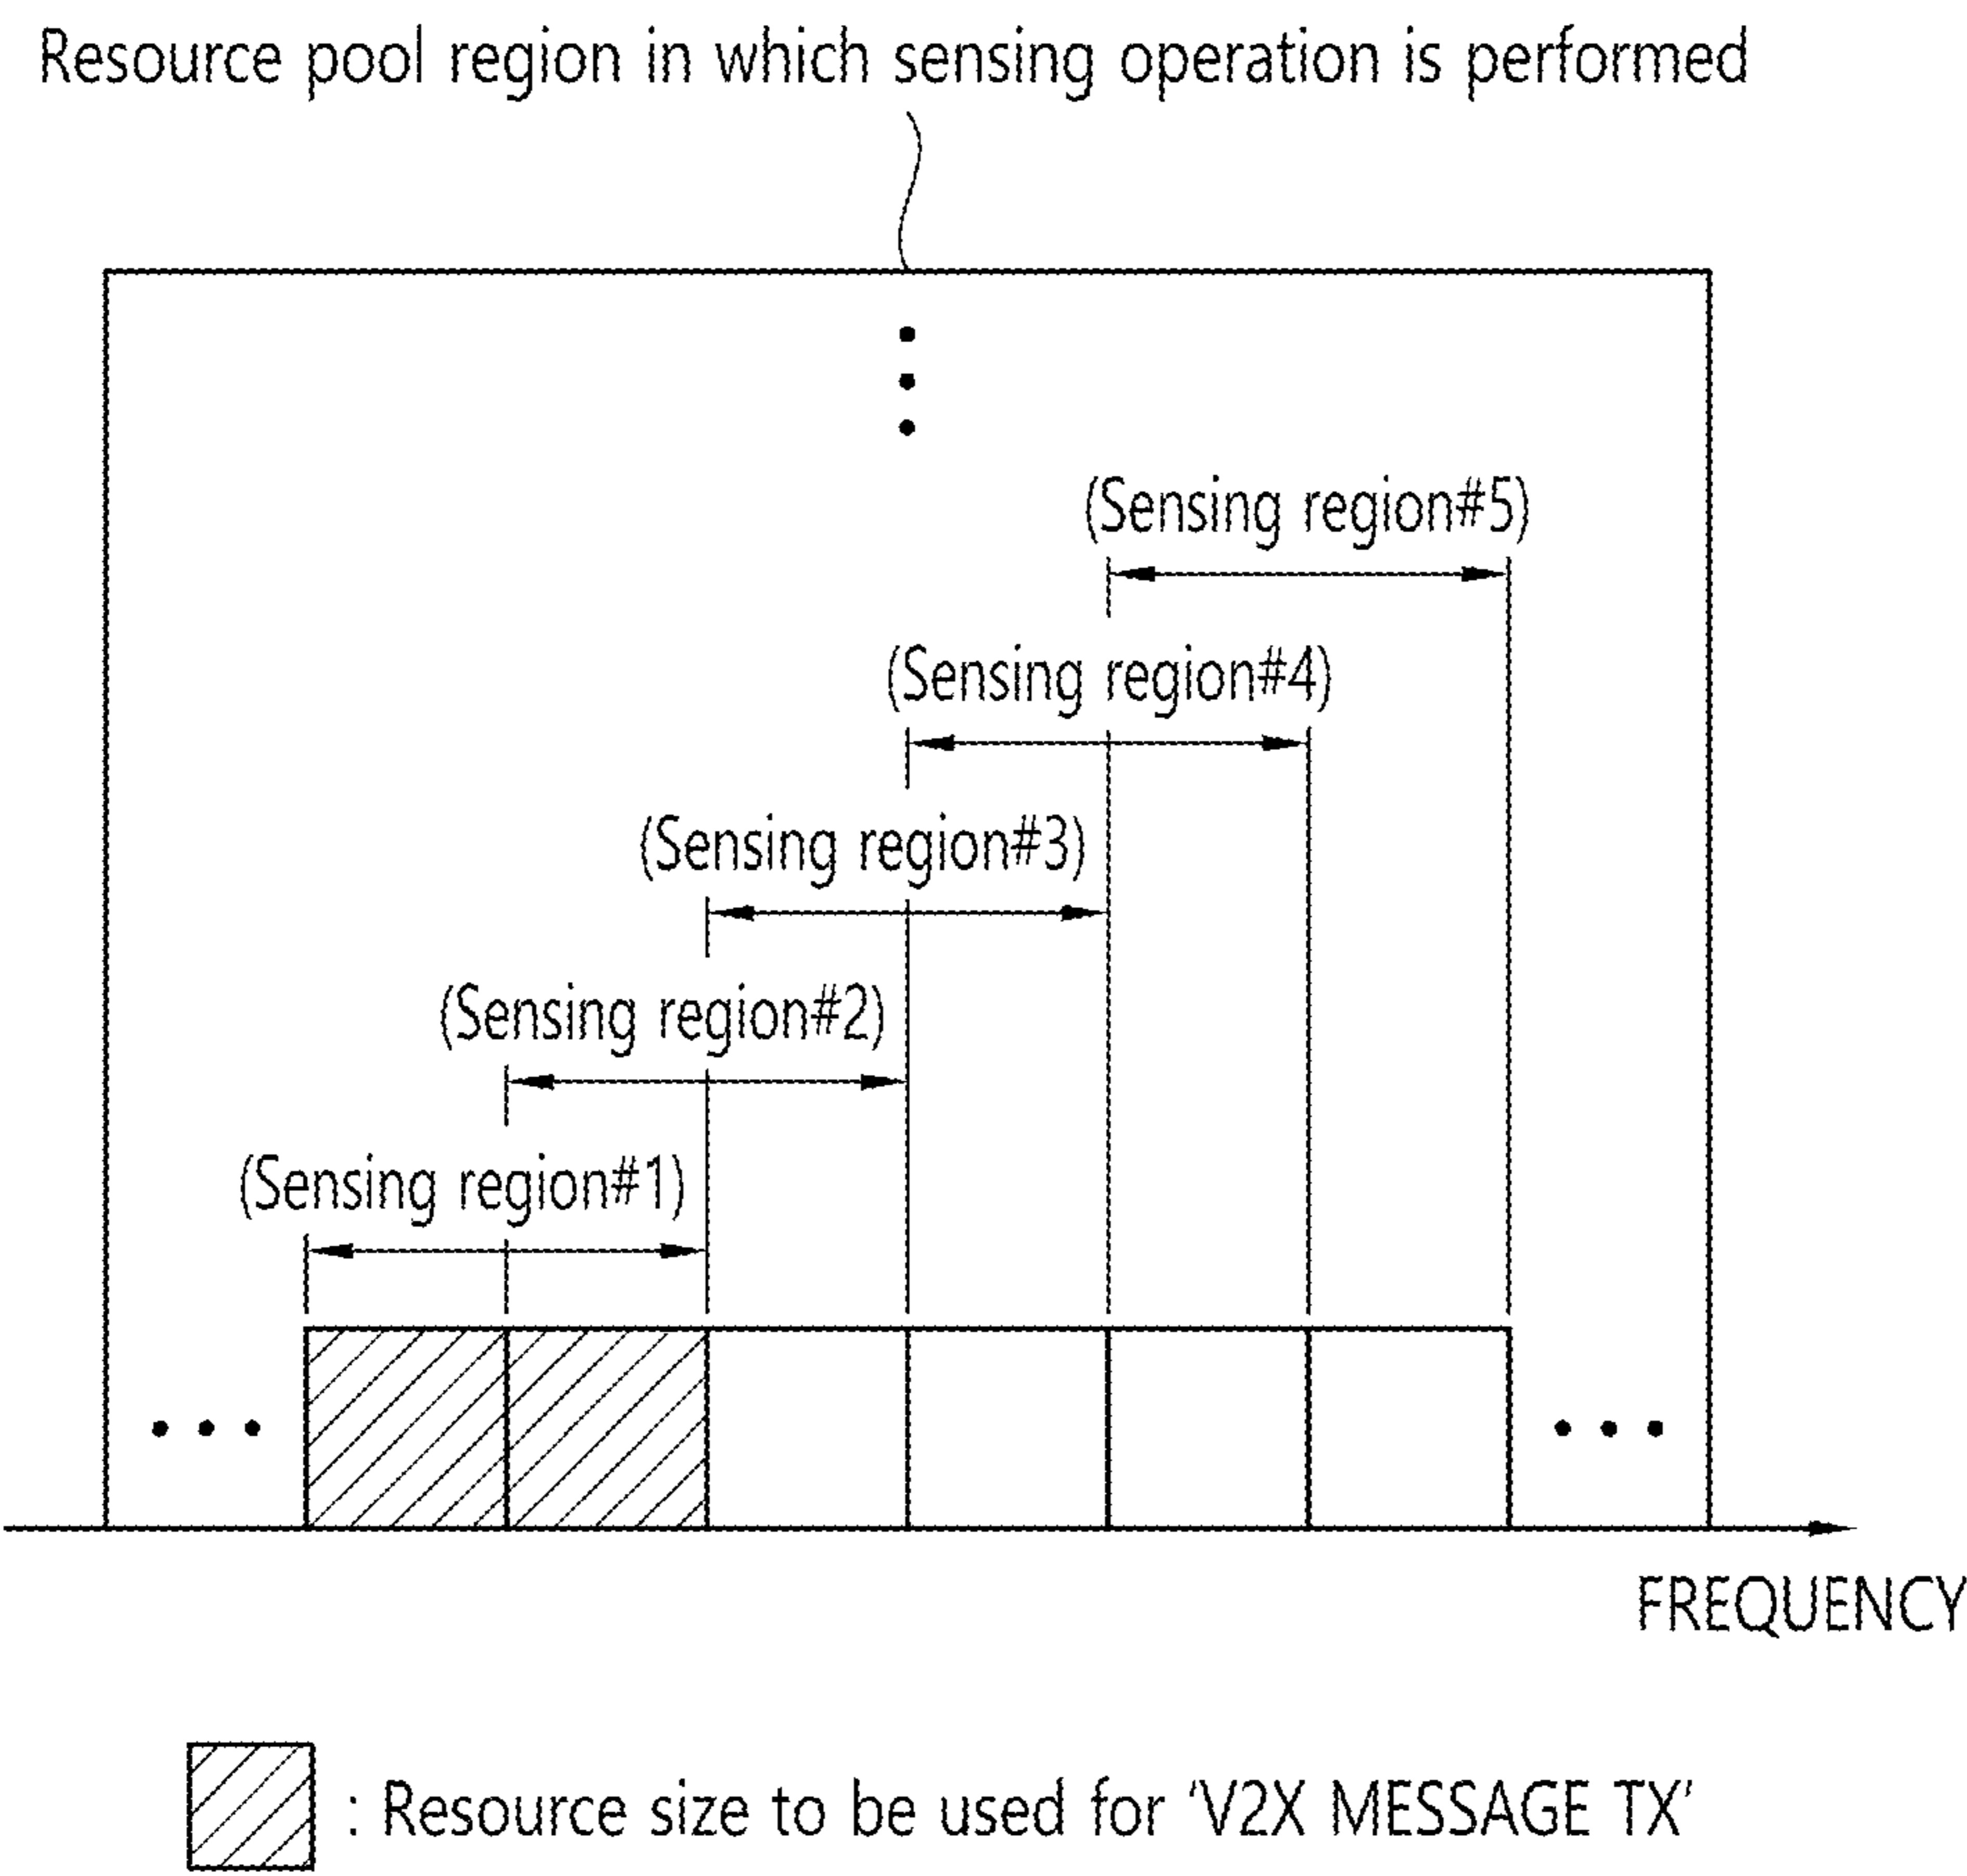 Resource pool region in which sensing operation is performed
(Sensing region#5)
(Sensing region#4)
(Sensing region#3)
(Sensing region#2)
(Sensing region#1)
FREQUENCY
: Resource size to be used for 'V2X MESSAGE TX'